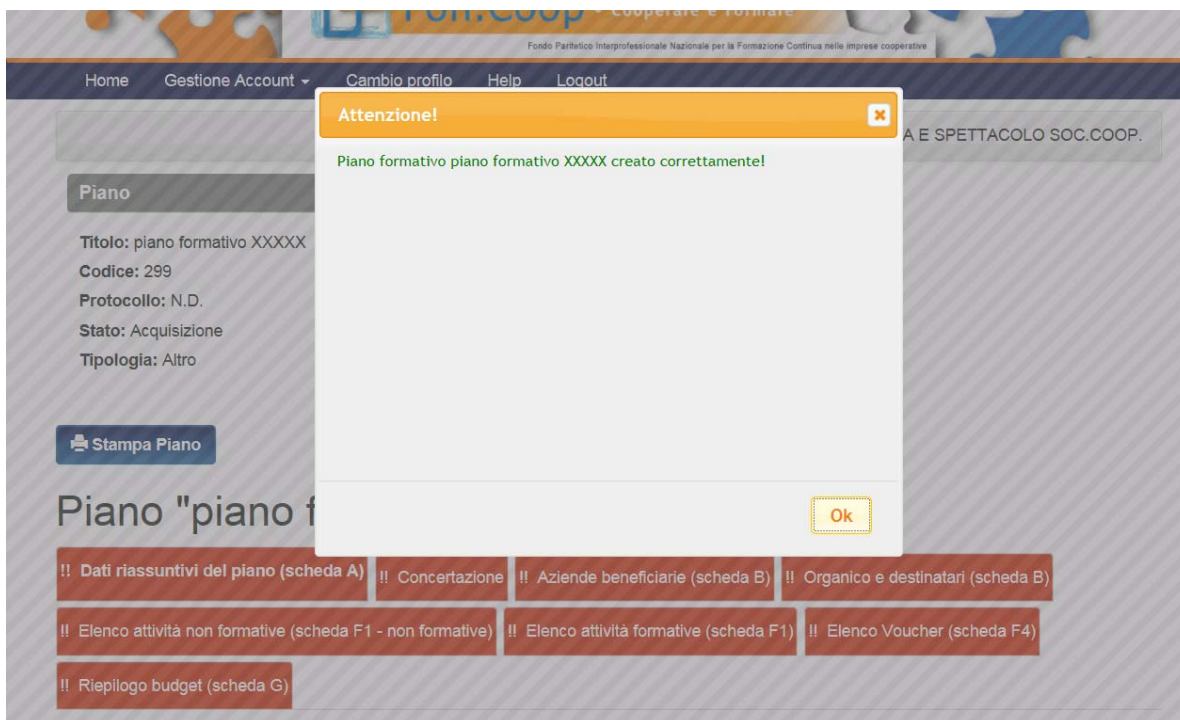 Fon.Coop - Cooperare e formare
Fondo Paritetico Interprofessionale Nazionale per la Formazione Continua nelle imprese cooperative
Home Gestione Account Cambio profilo Help Logout
Attenzione!
A E SPETTACOLO SOC.COOP.
Piano formativo piano formativo XXXXX creato correttamente!
Piano
Titolo: piano formativo XXXXX
Codice: 299
Protocollo: N.D.
Stato: Acquisizione
Tipologia: Altro
Stampa Piano
Piano "piano f
Ok
!! Dati riassuntivi del piano (scheda A) !! Concertazione !! Aziende beneficiarie (scheda B) !! Organico e destinatari (scheda B)
!! Elenco attività non formative (scheda F1 - non formative) !! Elenco attività formative (scheda F1) !! Elenco Voucher (scheda F4)
!! Riepilogo budget (scheda G)